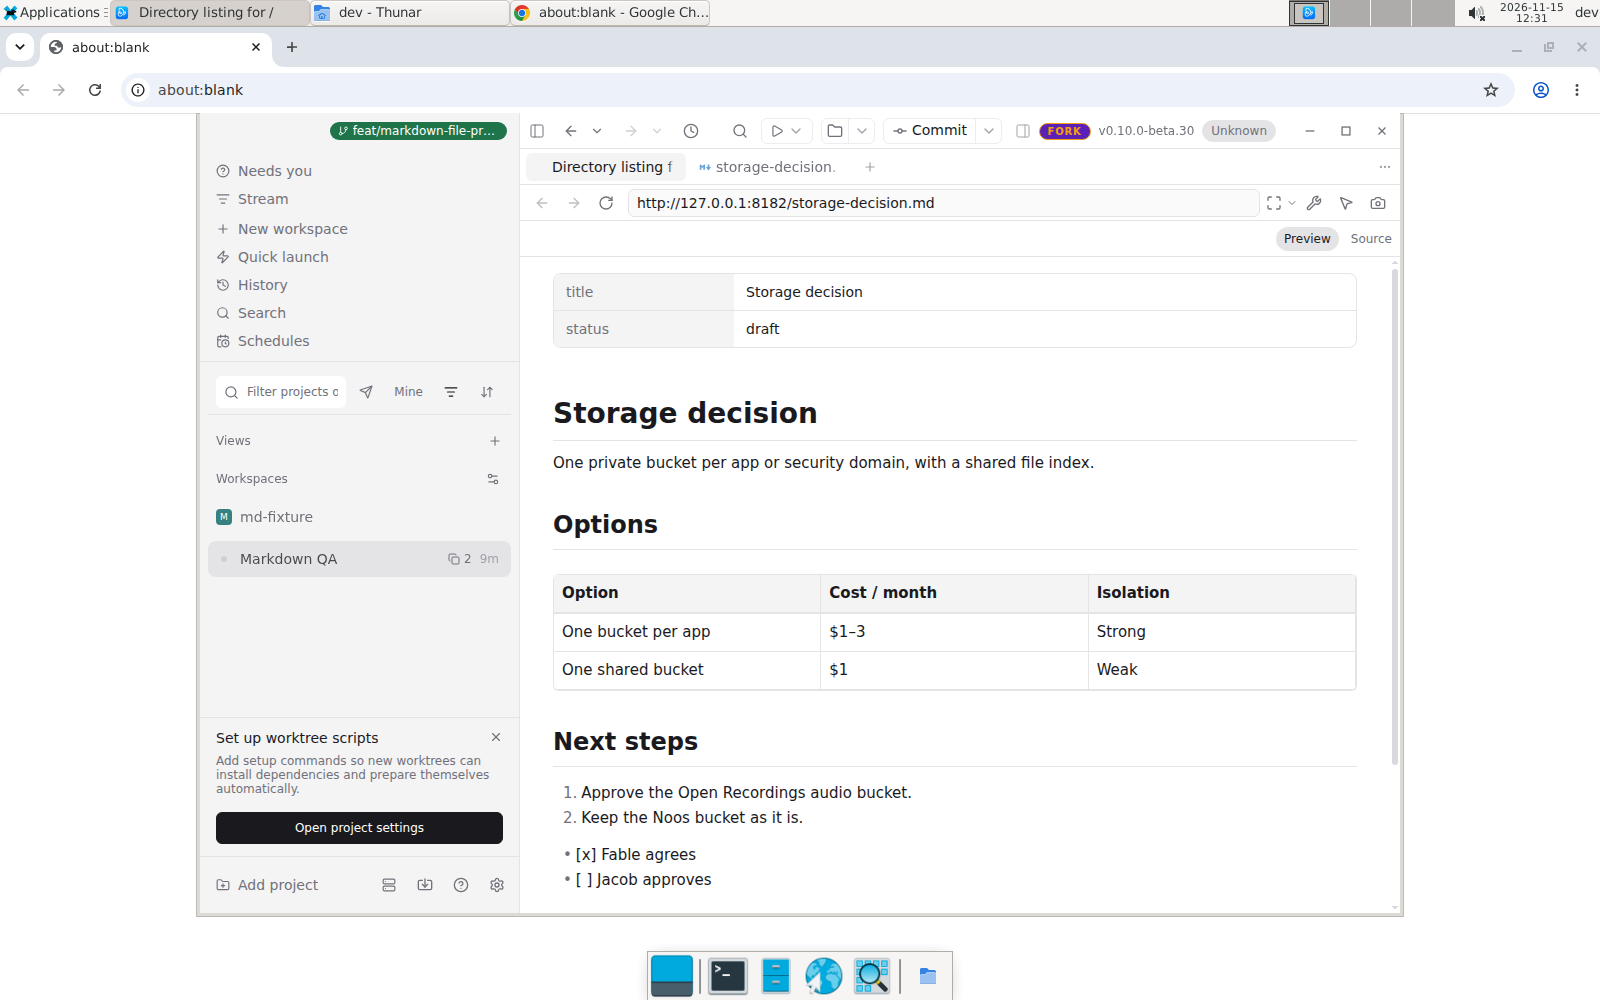 Applications
Directory listing for /
dev - Thunar
about:blank - Google Ch...
2026-11-15
12:31
dev
about:blank
about:blank
feat/markdown-file-pr...
Commit
FORK
v0.10.0-beta.30
Unknown
Needs you
Stream
New workspace
Quick launch
History
Search
Schedules
Directory listing f
storage-decision.
http://127.0.0.1:8182/storage-decision.md
Preview
Source
Filter projects o
Mine
Views
Workspaces
M
md-fixture
Markdown QA
2
9m
title
Storage decision
status
draft
Storage decision
One private bucket per app or security domain, with a shared file index.
Options
Option
Cost / month
Isolation
One bucket per app
$1–3
Strong
One shared bucket
$1
Weak
Next steps
1. Approve the Open Recordings audio bucket.
2. Keep the Noos bucket as it is.
• [x] Fable agrees
• [ ] Jacob approves
Set up worktree scripts
Add setup commands so new worktrees can
install dependencies and prepare themselves
automatically.
Open project settings
Add project